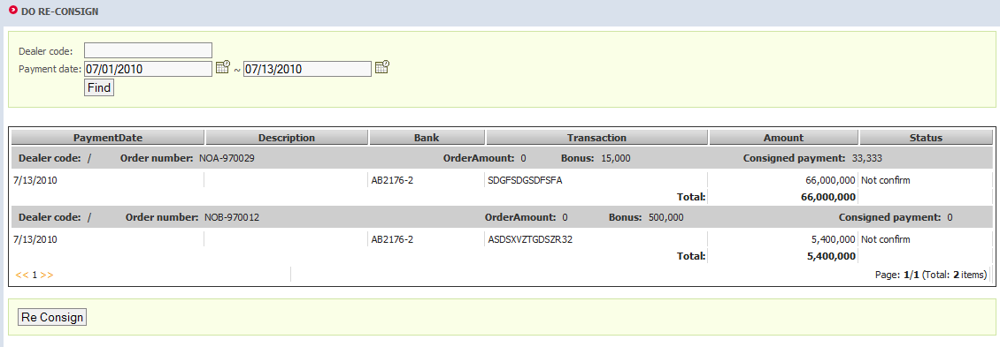 DO RE-CONSIGN
Dealer code:
Payment date: 07/01/2010 ~ 07/13/2010
Find
PaymentDate Description Bank Transaction Amount Status
Dealer code: / Order number: NOA-970029 OrderAmount: 0 Bonus: 15,000 Consigned payment: 33,333
7/13/2010 AB2176-2 SDGFSDGSDFSFA 66,000,000 Not confirm
Total: 66,000,000
Dealer code: / Order number: NOB-970012 OrderAmount: 0 Bonus: 500,000 Consigned payment: 0
7/13/2010 AB2176-2 ASDSXVZTGDSZR32 5,400,000 Not confirm
Total: 5,400,000
<< 1 >> Page: 1/1 (Total: 2 items)
Re Consign